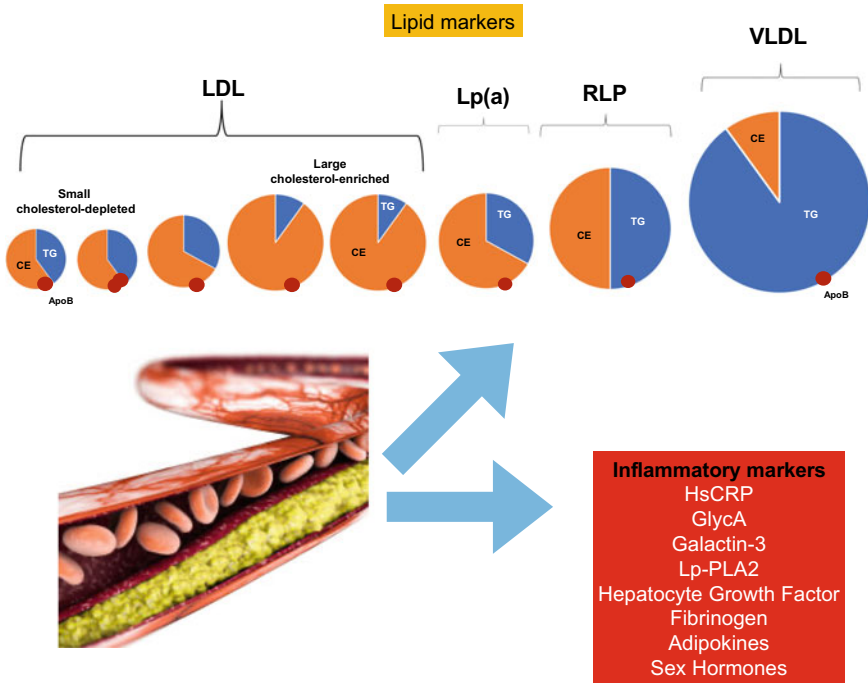 Lipid markers
VLDL
LDL
Lp(a)
RLP
Large
cholesterol-enriched
Small
cholesterol-depleted
CE
TG
ApoB
CE
TG
CE
TG
CE
TG
CE
TG
ApoB
Inflammatory markers
HsCRP
GlycA
Galactin-3
Lp-PLA2
Hepatocyte Growth Factor
Fibrinogen
Adipokines
Sex Hormones